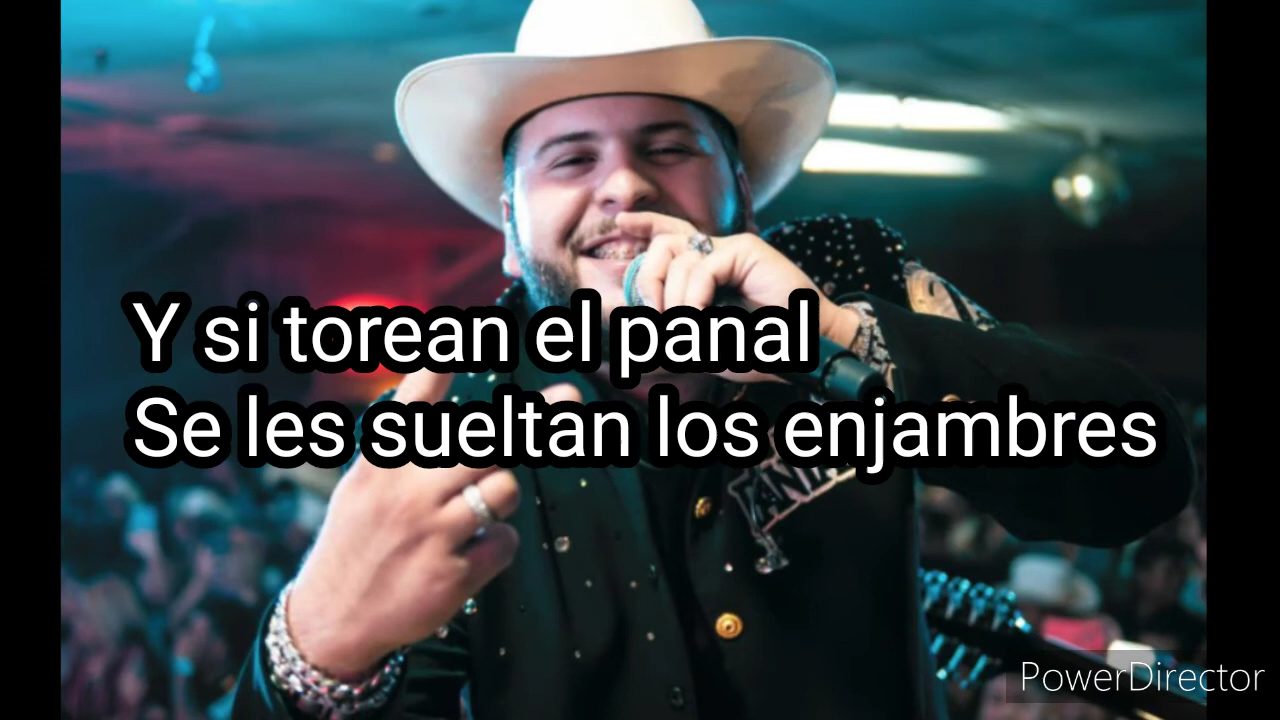 Y si torean el panal
Se les sueltan los enjambres
PowerDirector